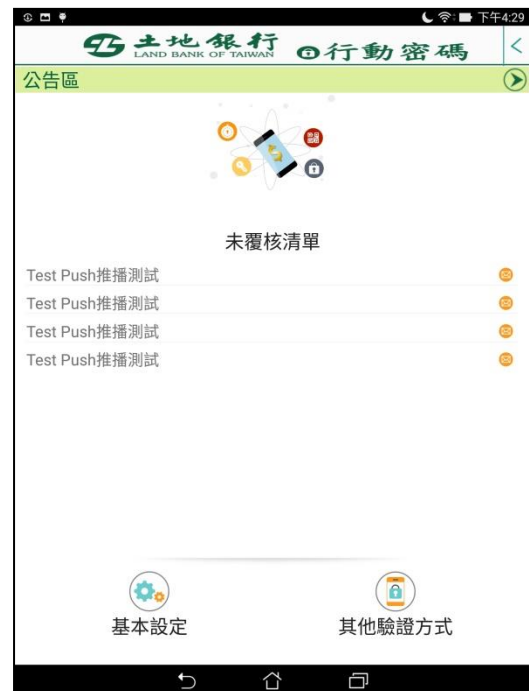 下午4:29
土地銀行 行動密碼
LAND BANK OF TAIWAN
公告區
未覆核清單
Test Push推播測試
Test Push推播測試
Test Push推播測試
Test Push推播測試
基本設定
其他驗證方式